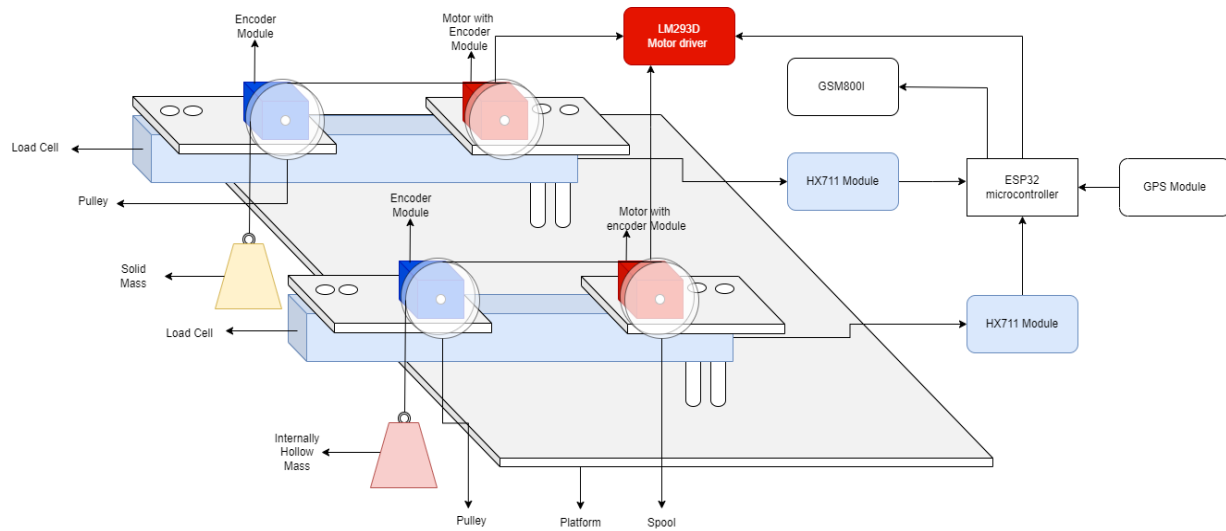 Encoder
Module
Motor with
Encoder
Module
LM293D
Motor driver
GSM800l
Load Cell
HX711 Module
ESP32
microcontroller
GPS Module
Pulley
Encoder
Module
Motor with
encoder Module
Solid
Mass
Load Cell
HX711 Module
Internally
Hollow
Mass
Pulley
Platform
Spool